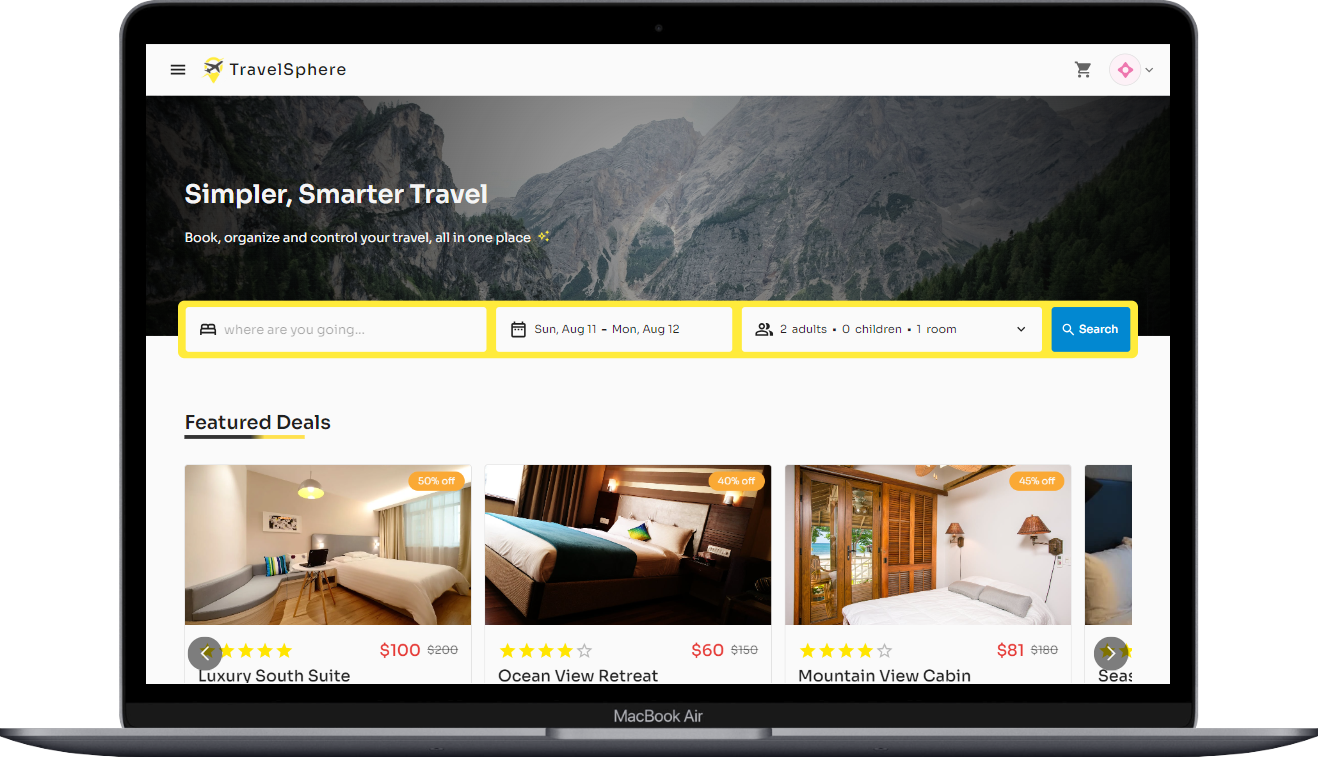 TravelSphere
Simpler, Smarter Travel
Book, organize and control your travel, all in one place
where are you going...
Sun, Aug 11 - Mon, Aug 12
2 adults • 0 children • 1 room
Search
Featured Deals
50% off
40% off
45% off
$100 $200
$60 $150
$81 $180
Luxury South Suite
Ocean View Retreat
Mountain View Cabin
Seas
MacBook Air